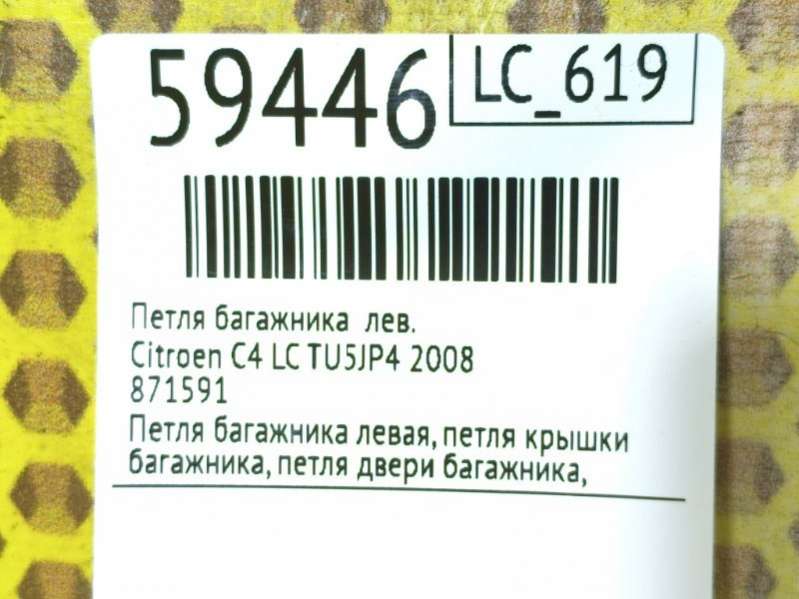 59446
LC_619
Петля багажника лев.
Citroen C4 LC TU5JP4 2008
871591
Петля багажника левая, петля крышки
багажника, петля двери багажника,